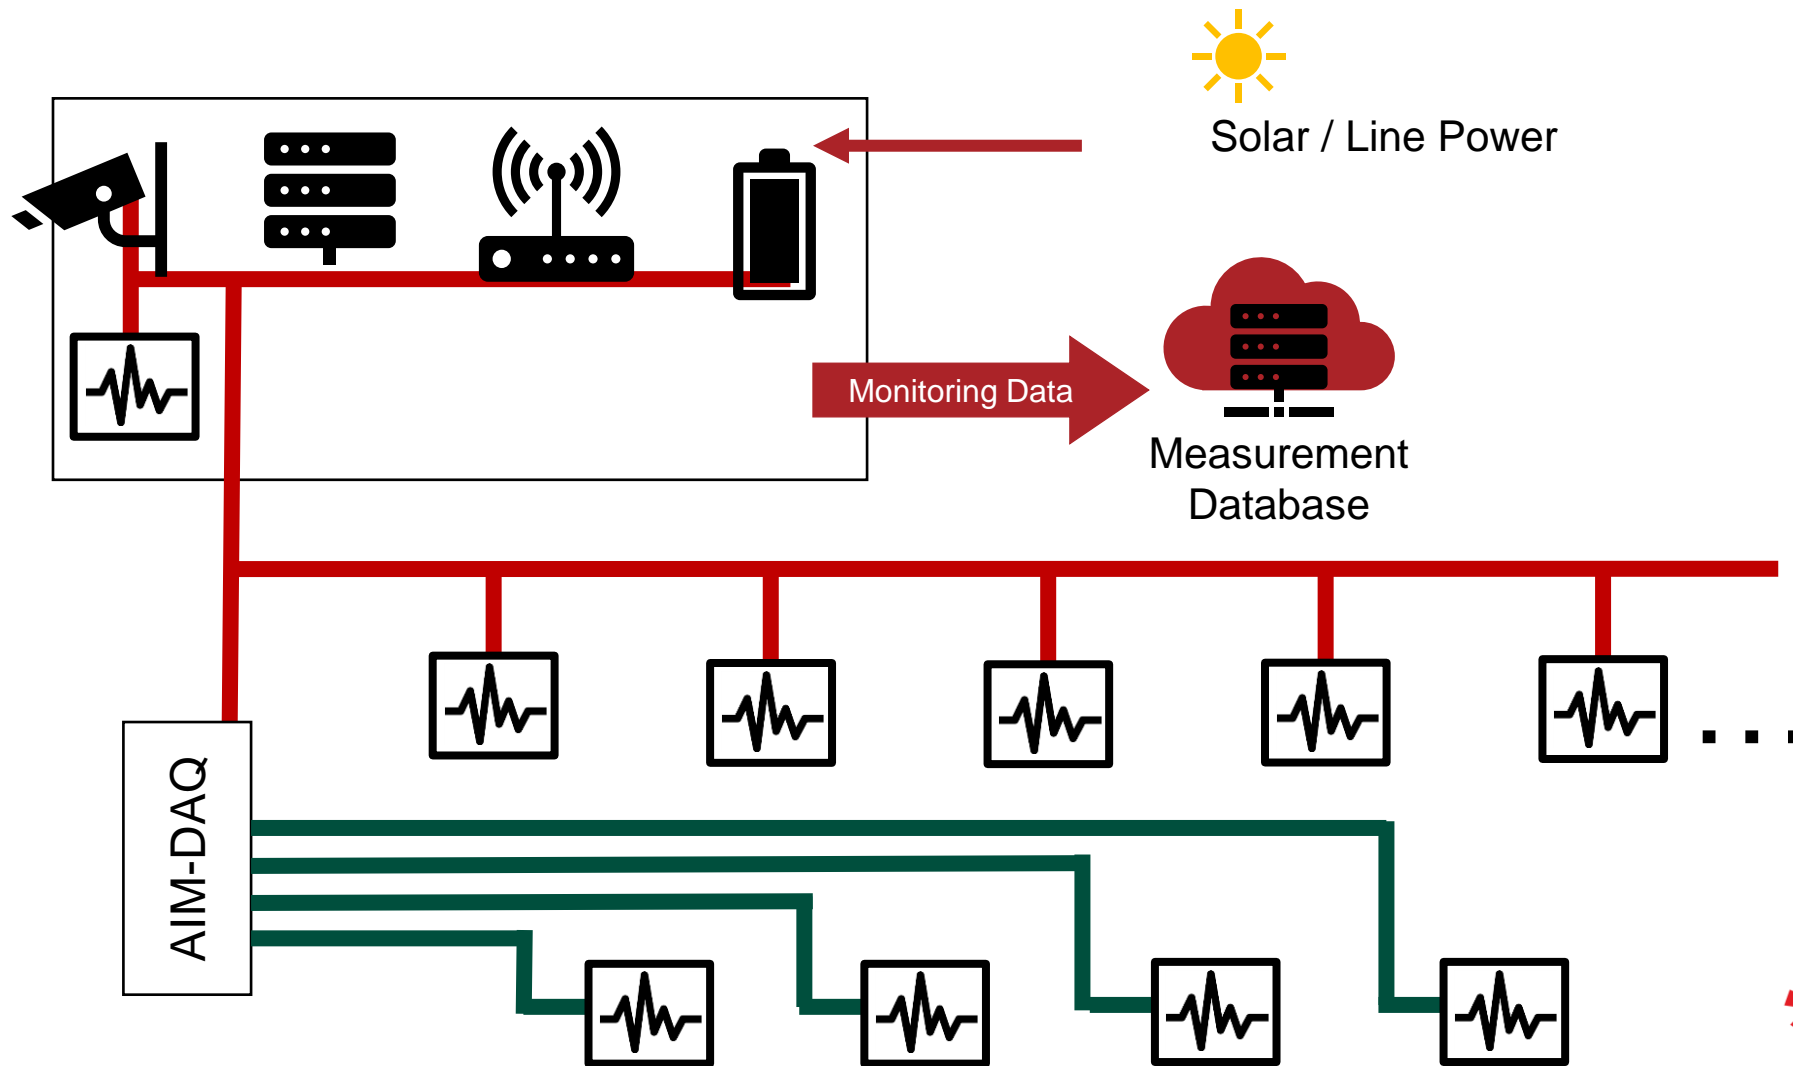 Solar / Line Power
Monitoring Data
Measurement
Database
AIM-DAQ